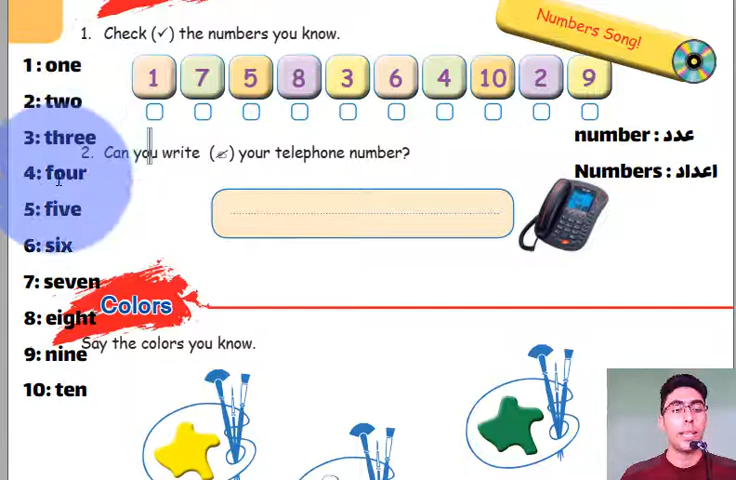 1. Check (✓) the numbers you know.
Numbers Song!
1 7 5 8 3 6 4 10 2 9
1 : one
2: two
3: three
4: four
5: five
6: six
7: seven
8: eight
9: nine
10: ten
number : عدد
Numbers : اعداد
2. Can you write (✍) your telephone number?
Colors
Say the colors you know.